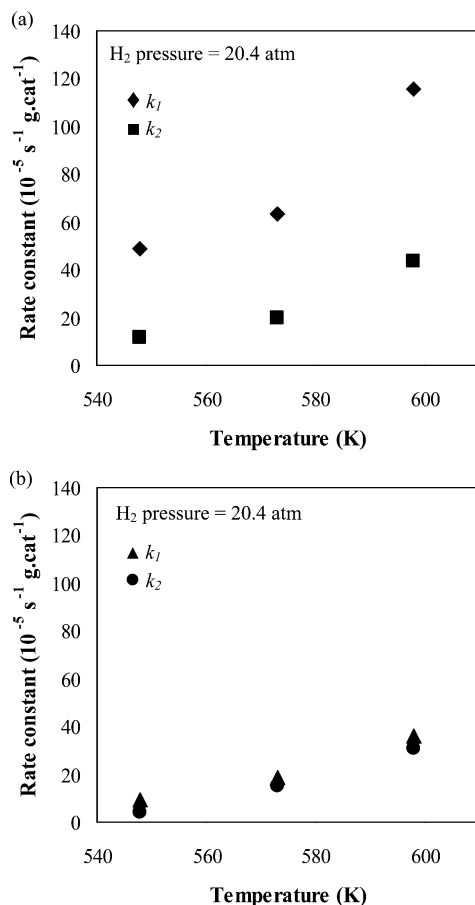 (a)
140
120
100
80
60
40
20
0
H₂ pressure = 20.4 atm
k₁
k₂
Rate constant (10⁻⁵ s⁻¹ g.cat⁻¹)
540 560 580 600
Temperature (K)
(b)
140
120
100
80
60
40
20
0
H₂ pressure = 20.4 atm
k₁
k₂
Rate constant (10⁻⁵ s⁻¹ g.cat⁻¹)
540 560 580 600
Temperature (K)